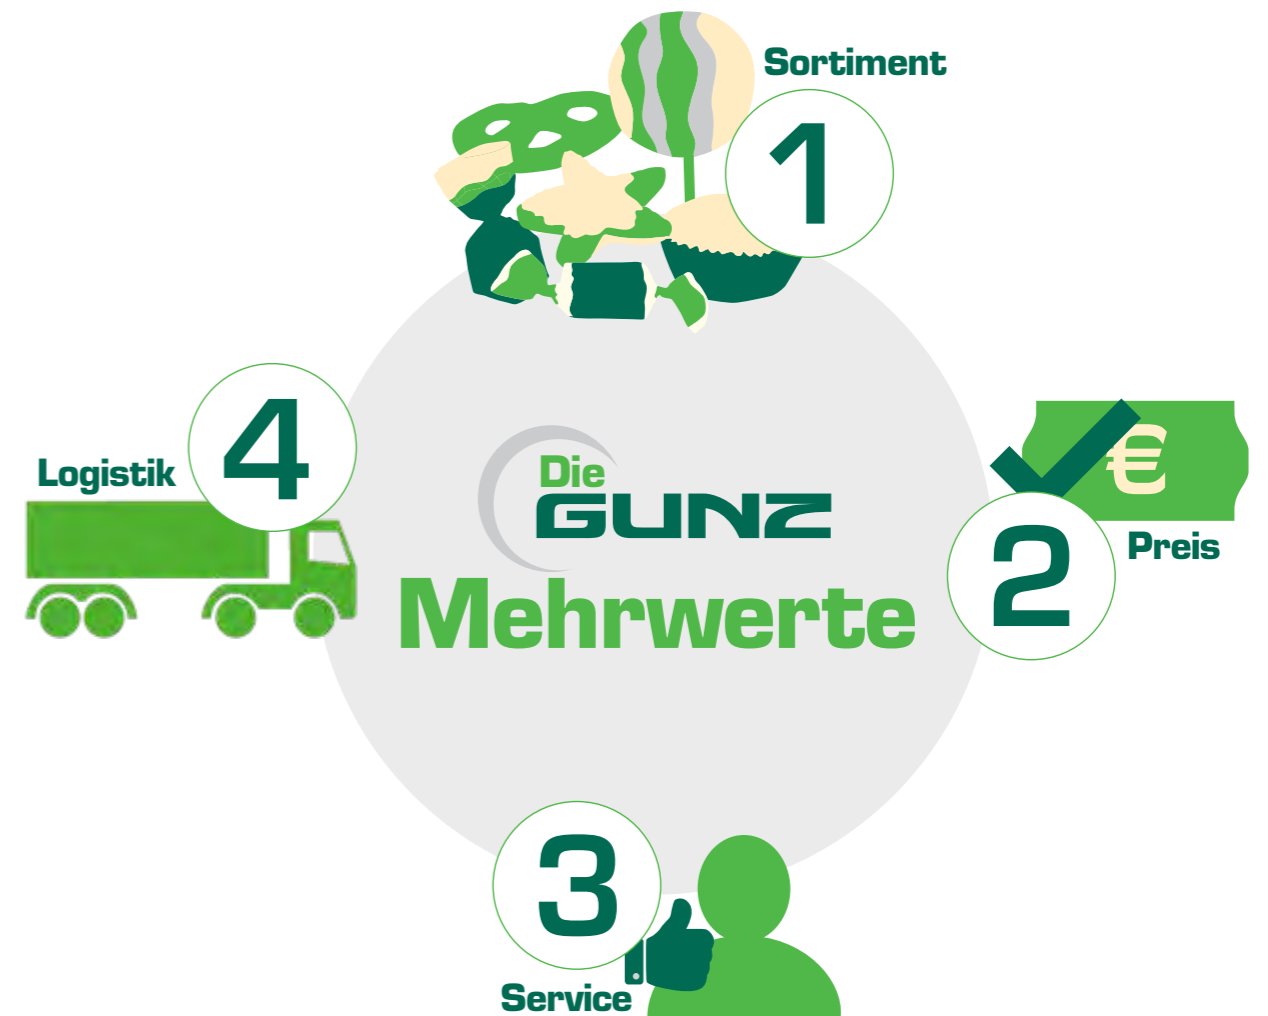 Sortiment
1
Die
GUNZ
Mehrwerte
€
2
Preis
3
Service
4
Logistik